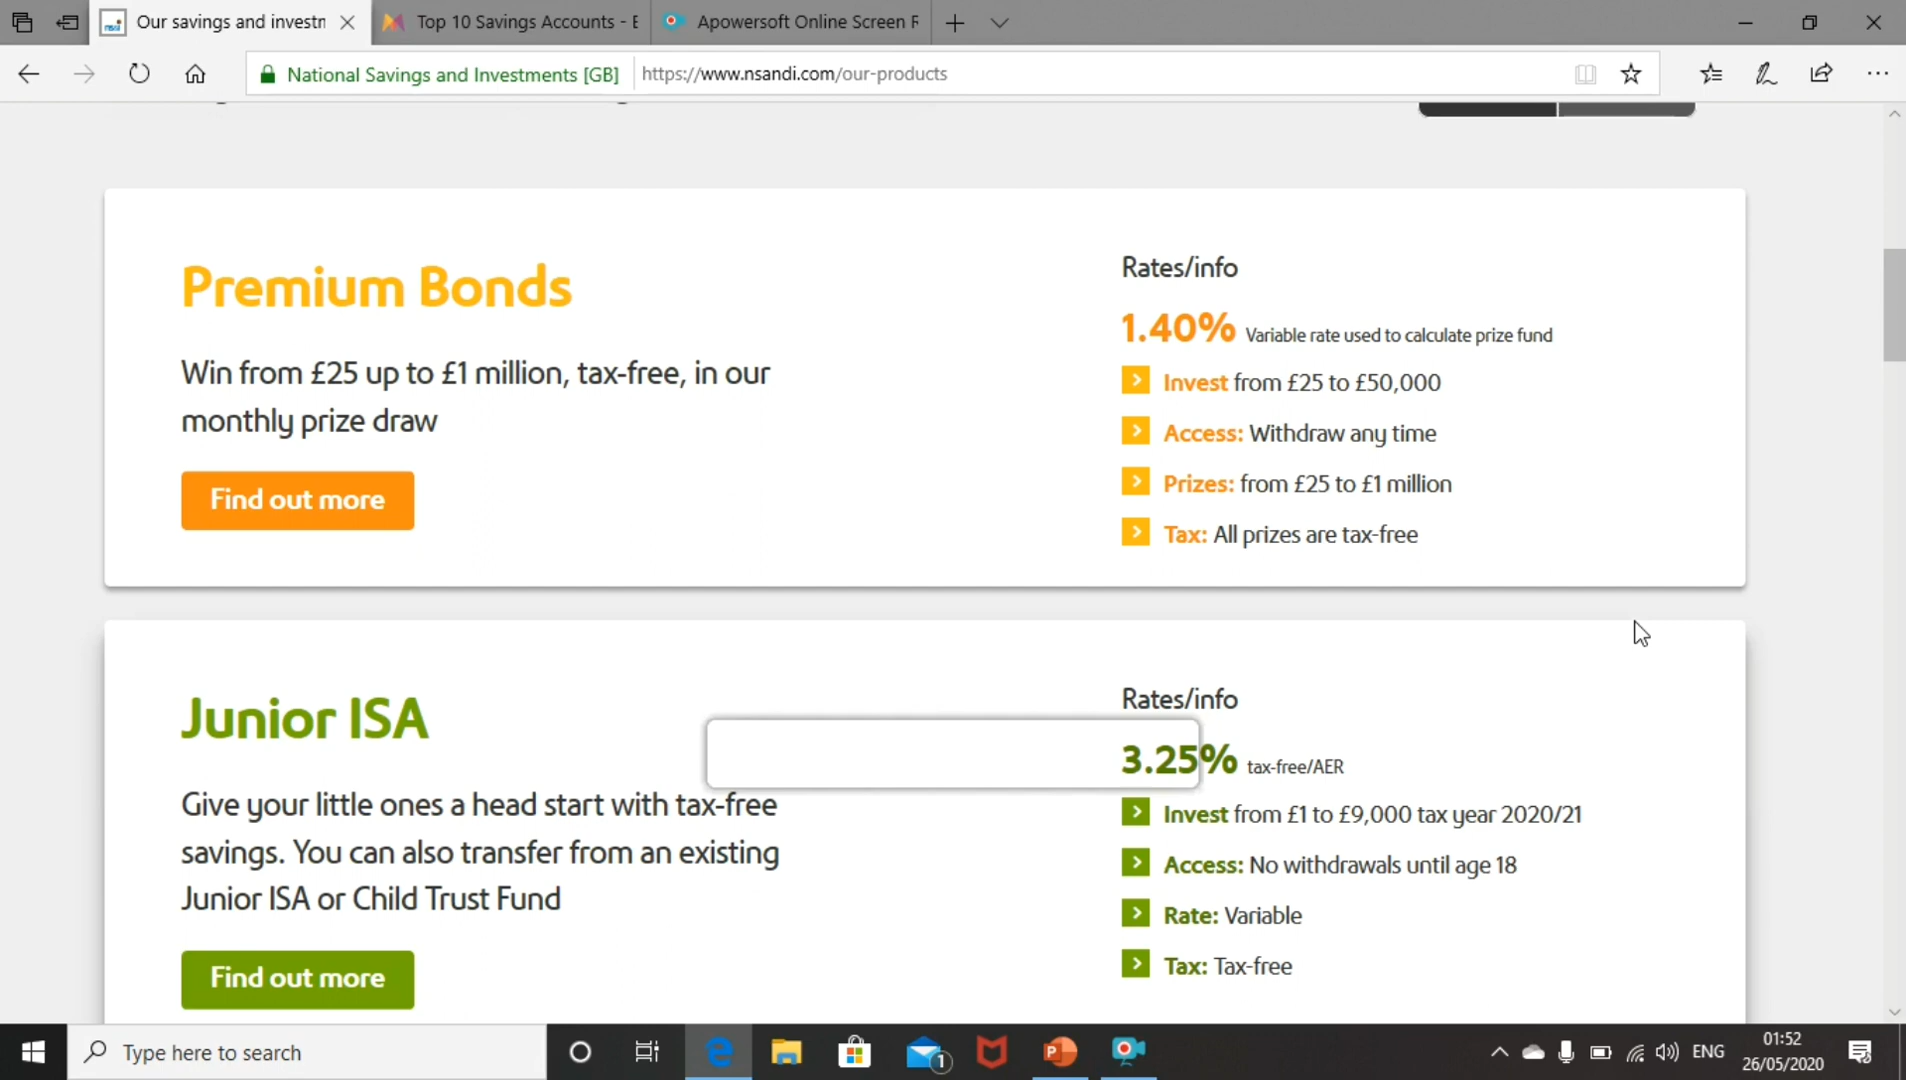 Our savings and investn
Top 10 Savings Accounts - E
Apowersoft Online Screen R
National Savings and Investments [GB]
https://www.nsandi.com/our-products
Premium Bonds
Win from £25 up to £1 million, tax-free, in our
monthly prize draw
Find out more
Rates/info
1.40% Variable rate used to calculate prize fund
Invest from £25 to £50,000
Access: Withdraw any time
Prizes: from £25 to £1 million
Tax: All prizes are tax-free
Junior ISA
Give your little ones a head start with tax-free
savings. You can also transfer from an existing
Junior ISA or Child Trust Fund
Find out more
Rates/info
3.25% tax-free/AER
Invest from £1 to £9,000 tax year 2020/21
Access: No withdrawals until age 18
Rate: Variable
Tax: Tax-free
Type here to search
1
ENG
01:52
26/05/2020